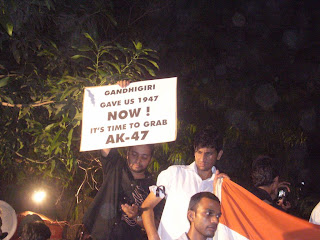 GANDHIGIRI
GAVE US 1947
NOW !
IT'S TIME TO GRAB
AK-47